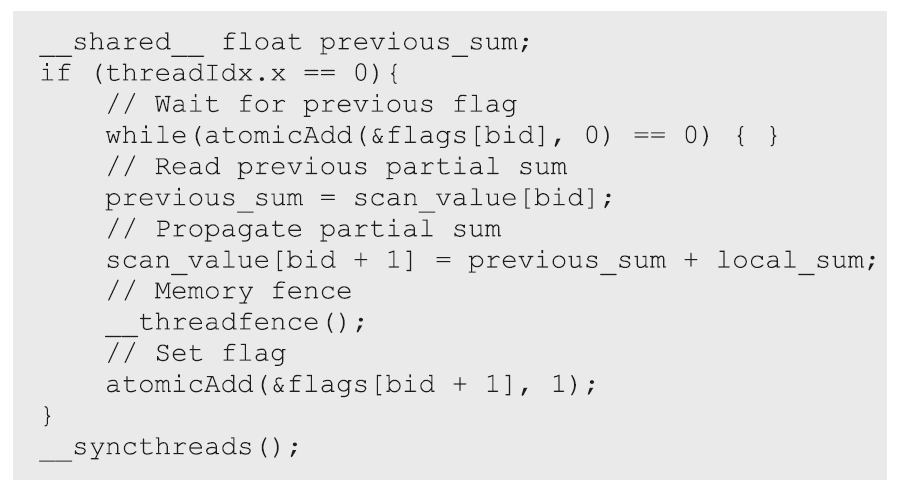 __shared__ float previous_sum;
if (threadIdx.x == 0){
    // Wait for previous flag
    while(atomicAdd(&flags[bid], 0) == 0) { }
    // Read previous partial sum
    previous_sum = scan_value[bid];
    // Propagate partial sum
    scan_value[bid + 1] = previous_sum + local_sum;
    // Memory fence
    __threadfence();
    // Set flag
    atomicAdd(&flags[bid + 1], 1);
}
__syncthreads();